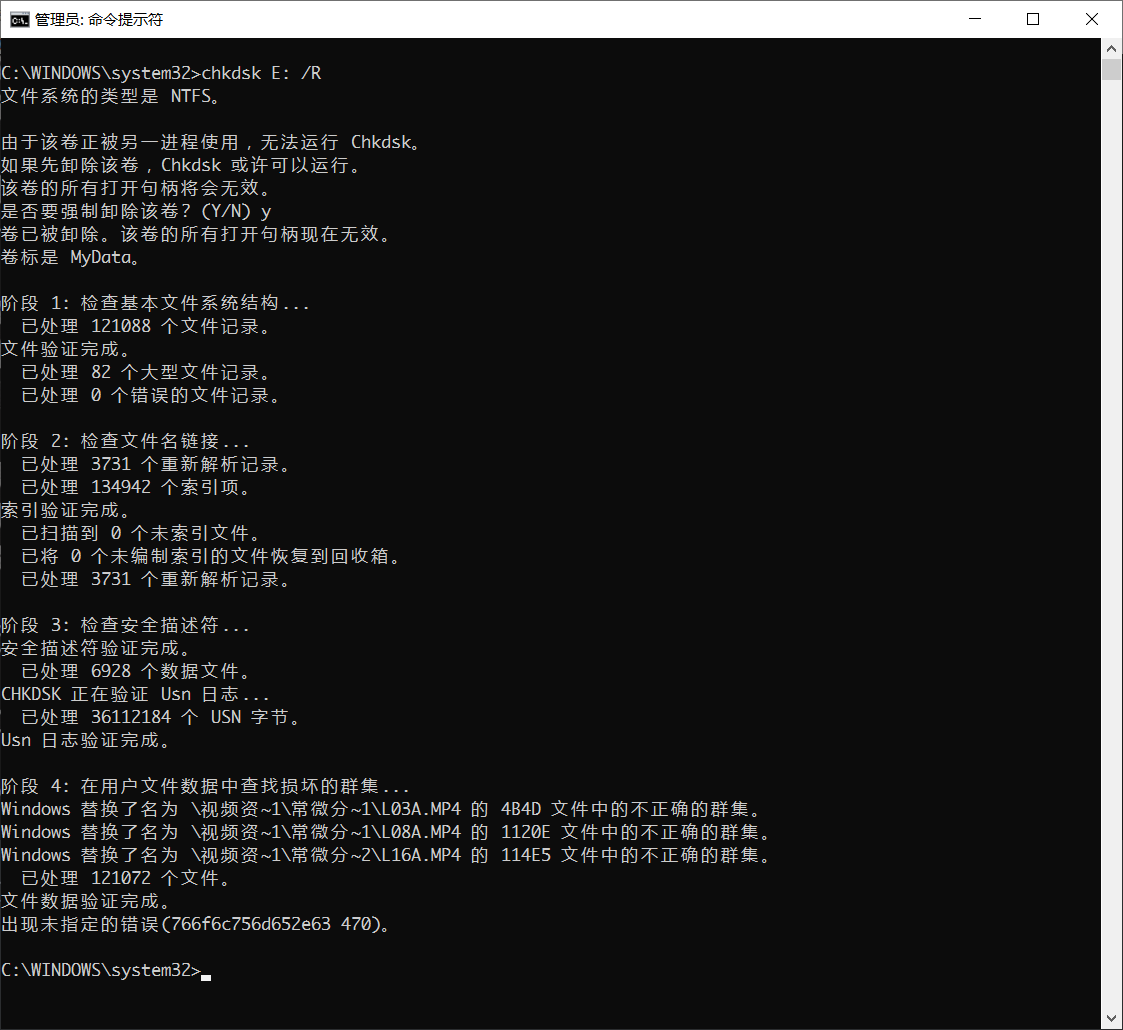 管理员: 命令提示符
C:\WINDOWS\system32>chkdsk E: /R
文件系统的类型是 NTFS。
由于该卷正被另一进程使用，无法运行 Chkdsk。
如果先卸除该卷，Chkdsk 或许可以运行。
该卷的所有打开句柄将会无效。
是否要强制卸除该卷? (Y/N) y
卷已被卸除。该卷的所有打开句柄现在无效。
卷标是 MyData。
阶段 1: 检查基本文件系统结构...
已处理 121088 个文件记录。
文件验证完成。
已处理 82 个大型文件记录。
已处理 0 个错误的文件记录。
阶段 2: 检查文件名链接...
已处理 3731 个重新解析记录。
已处理 134942 个索引项。
索引验证完成。
已扫描到 0 个未索引文件。
已将 0 个未编制索引的文件恢复到回收箱。
已处理 3731 个重新解析记录。
阶段 3: 检查安全描述符...
安全描述符验证完成。
已处理 6928 个数据文件。
CHKDSK 正在验证 Usn 日志...
已处理 36112184 个 USN 字节。
Usn 日志验证完成。
阶段 4: 在用户文件数据中查找损坏的群集...
Windows 替换了名为 \视频资~1\常微分~1\L03A.MP4 的 4B4D 文件中的不正确的群集。
Windows 替换了名为 \视频资~1\常微分~1\L08A.MP4 的 1120E 文件中的不正确的群集。
Windows 替换了名为 \视频资~1\常微分~2\L16A.MP4 的 114E5 文件中的不正确的群集。
已处理 121072 个文件。
文件数据验证完成。
出现未指定的错误(766f6c756d652e63 470)。
C:\WINDOWS\system32>